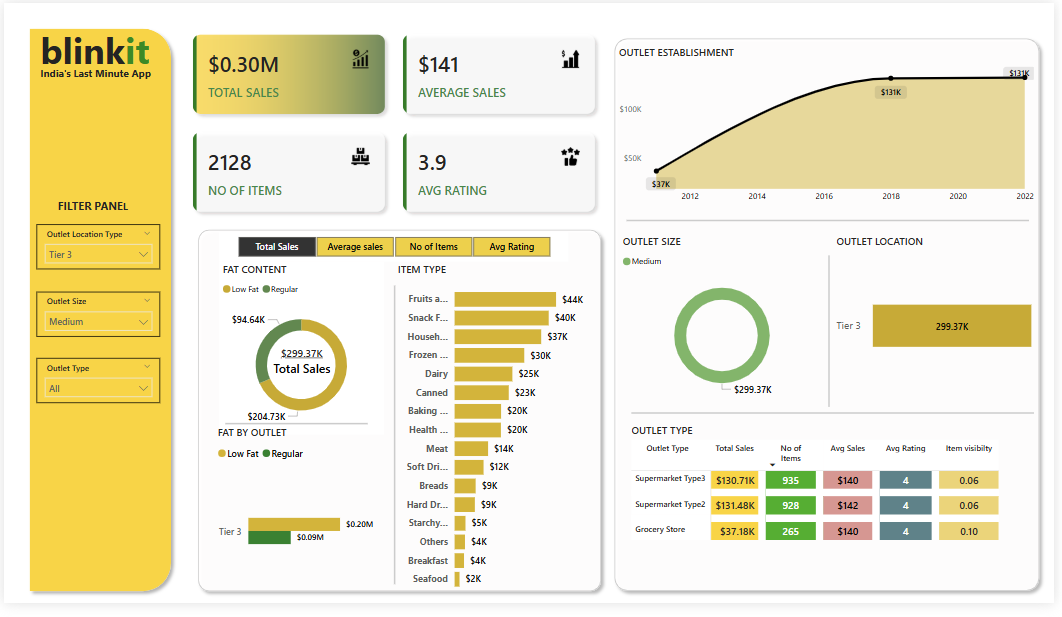 blinkit
India's Last Minute App
FILTER PANEL
Outlet Location Type
Tier 3
Outlet Size
Medium
Outlet Type
All
$0.30M
TOTAL SALES
$141
AVERAGE SALES
2128
NO OF ITEMS
3.9
AVG RATING
Total Sales Average sales No of Items Avg Rating
FAT CONTENT
Low Fat Regular
$94.64K
$299.37K
Total Sales
$204.73K
FAT BY OUTLET
Low Fat Regular
Tier 3 $0.20M
$0.09M
ITEM TYPE
Fruits a... $44K
Snack F... $40K
Househ... $37K
Frozen ... $30K
Dairy $25K
Canned $23K
Baking ... $20K
Health ... $20K
Meat $14K
Soft Dri... $12K
Breads $9K
Hard Dr... $9K
Starchy... $5K
Others $4K
Breakfast $4K
Seafood $2K
OUTLET ESTABLISHMENT
$131K
$131K
$100K
$50K
$37K
2012 2014 2016 2018 2020 2022
OUTLET SIZE
Medium
$299.37K
OUTLET LOCATION
Tier 3 299.37K
OUTLET TYPE
Outlet Type Total Sales No of Items Avg Sales Avg Rating Item visibilty
Supermarket Type3 $130.71K 935 $140 4 0.06
Supermarket Type2 $131.48K 928 $142 4 0.06
Grocery Store $37.18K 265 $140 4 0.10